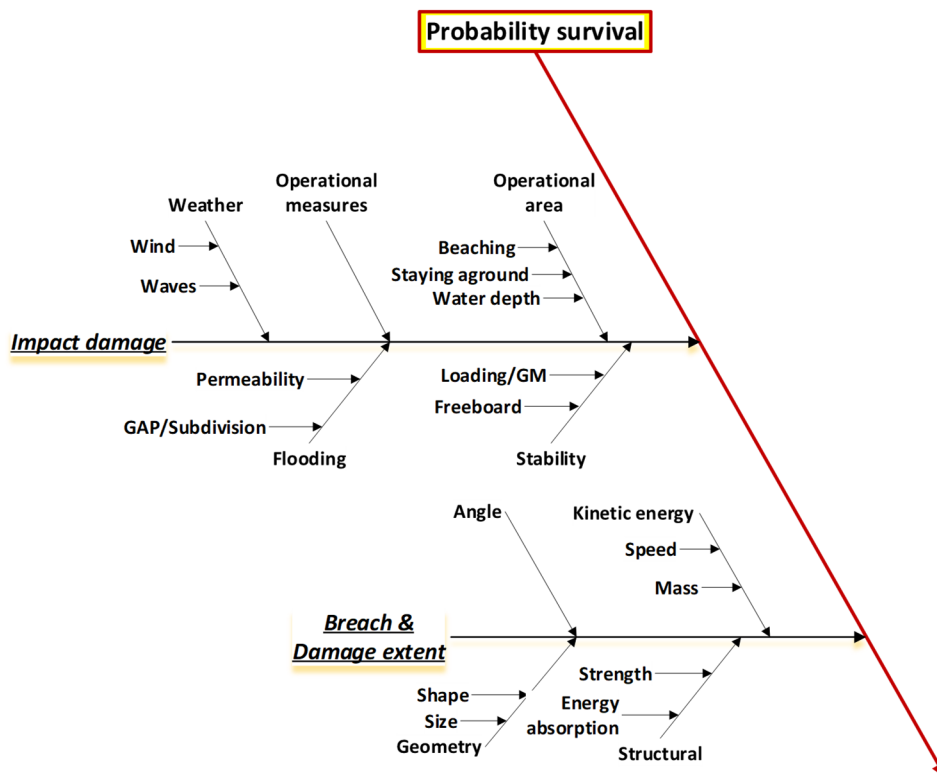 Probability survival
Operational
measures
Operational
area
Weather
Wind
Waves
Beaching
Staying aground
Water depth
Impact damage
Permeability
GAP/Subdivision
Flooding
Loading/GM
Freeboard
Stability
Angle
Kinetic energy
Speed
Mass
Breach &
Damage extent
Shape
Size
Geometry
Strength
Energy
absorption
Structural